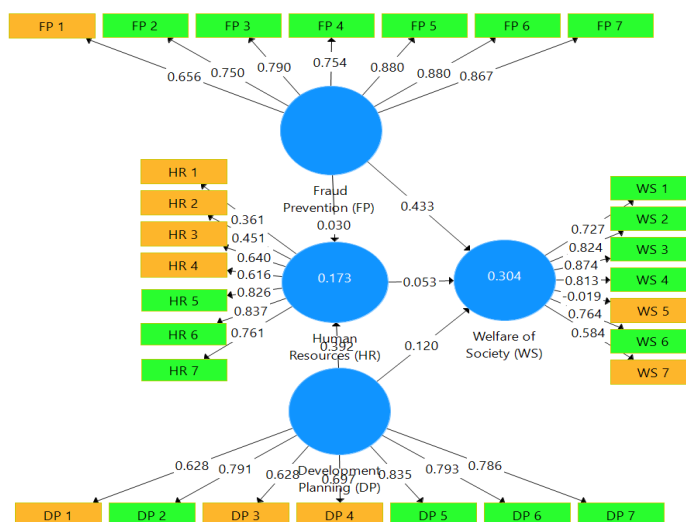 FP 1
FP 2
FP 3
FP 4
FP 5
FP 6
FP 7
0.656
0.750
0.790
0.754
0.880
0.880
0.867
Fraud
Prevention (FP)
0.030
0.433
HR 1
HR 2
HR 3
HR 4
HR 5
HR 6
HR 7
0.361
0.451
0.640
0.616
0.826
0.837
0.761
0.173
Human
Resources (HR)
0.392
0.053
0.120
0.304
Welfare of
Society (WS)
0.727
0.824
0.874
0.813
-0.019
0.764
0.584
WS 1
WS 2
WS 3
WS 4
WS 5
WS 6
WS 7
Development
Planning (DP)
0.628
0.791
0.628
0.697
0.835
0.793
0.786
DP 1
DP 2
DP 3
DP 4
DP 5
DP 6
DP 7